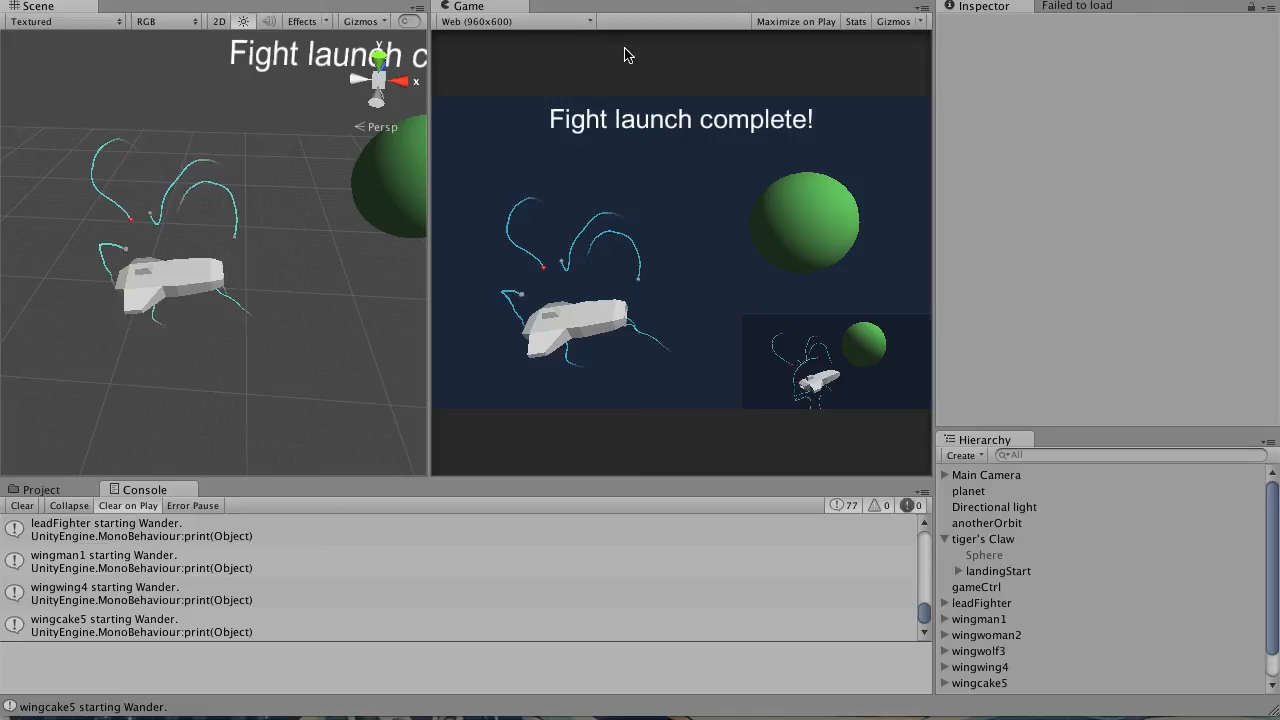 Scene
Textured
RGB
2D
Effects
Gizmos
Fight launch c
y
x
Persp
Game
Web (960x600)
Maximize on Play
Stats
Gizmos
Fight launch complete!
Inspector
Failed to load
Hierarchy
Create
All
Main Camera
planet
Directional light
anotherOrbit
tiger's Claw
Sphere
landingStart
gameCtrl
leadFighter
wingman1
wingwoman2
wingwolf3
wingwing4
wingcake5
Project
Console
Clear
Collapse
Clear on Play
Error Pause
77
0
0
leadFighter starting Wander.
UnityEngine.MonoBehaviour:print(Object)
wingman1 starting Wander.
UnityEngine.MonoBehaviour:print(Object)
wingwing4 starting Wander.
UnityEngine.MonoBehaviour:print(Object)
wingcake5 starting Wander.
UnityEngine.MonoBehaviour:print(Object)
wingcake5 starting Wander.